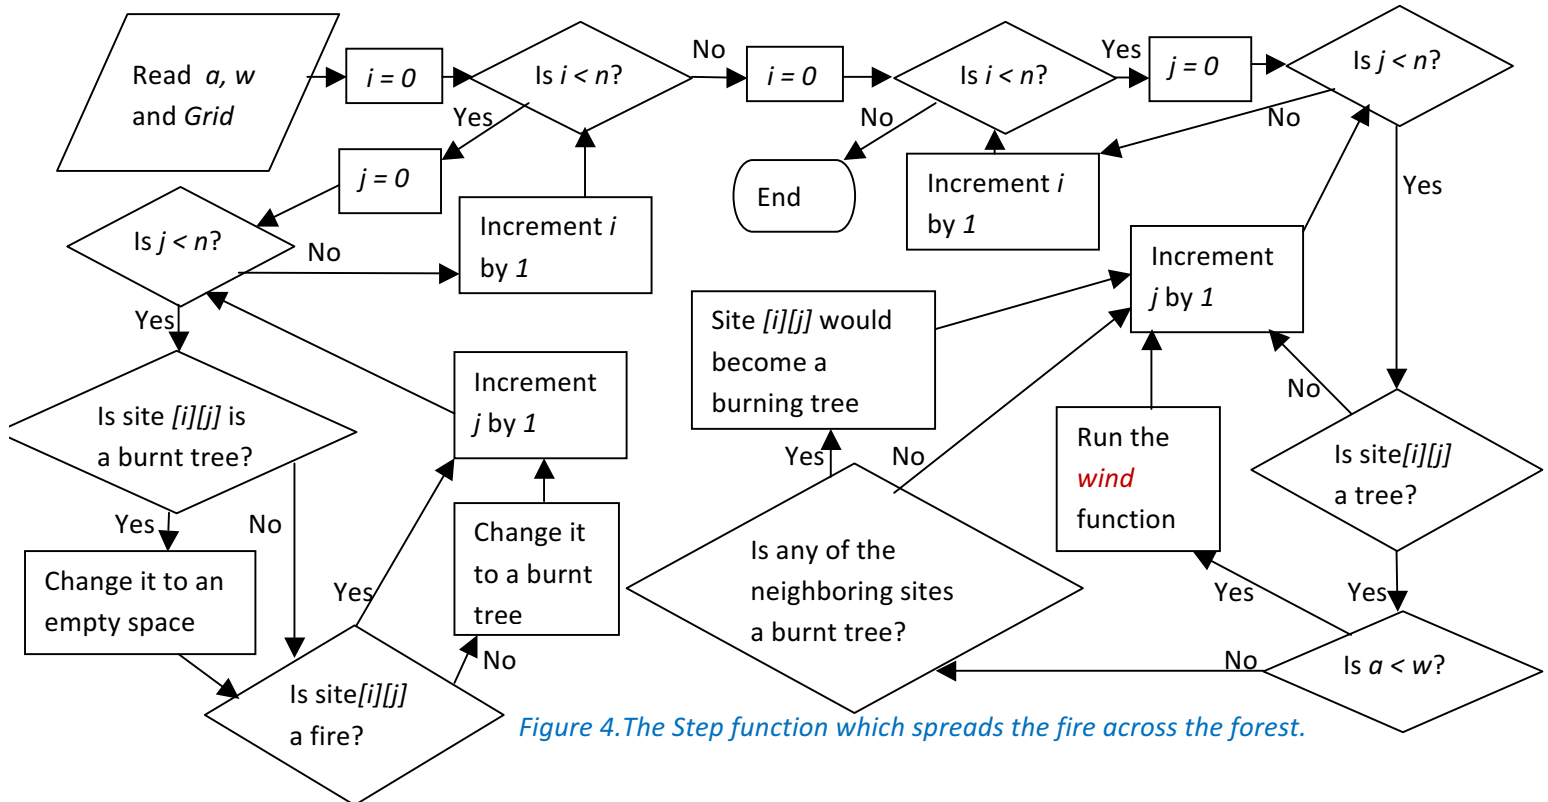 Read a, w
and Grid
i = 0
Is i < n?
No
i = 0
Is i < n?
Yes
j = 0
Is j < n?
Yes
No
No
j = 0
End
Increment i
by 1
Yes
Is j < n?
No
Increment i
by 1
Increment
j by 1
Yes
Site [i][j] would
become a
burning tree
Increment
j by 1
No
Is site [i][j] is
a burnt tree?
Run the
wind
function
Is site[i][j]
a tree?
Yes
No
Yes
No
Change it
to a burnt
tree
Is any of the
neighboring sites
a burnt tree?
Change it to an
empty space
Yes
Yes
Yes
No
No
Is a < w?
Is site[i][j]
a fire?
Figure 4.The Step function which spreads the fire across the forest.